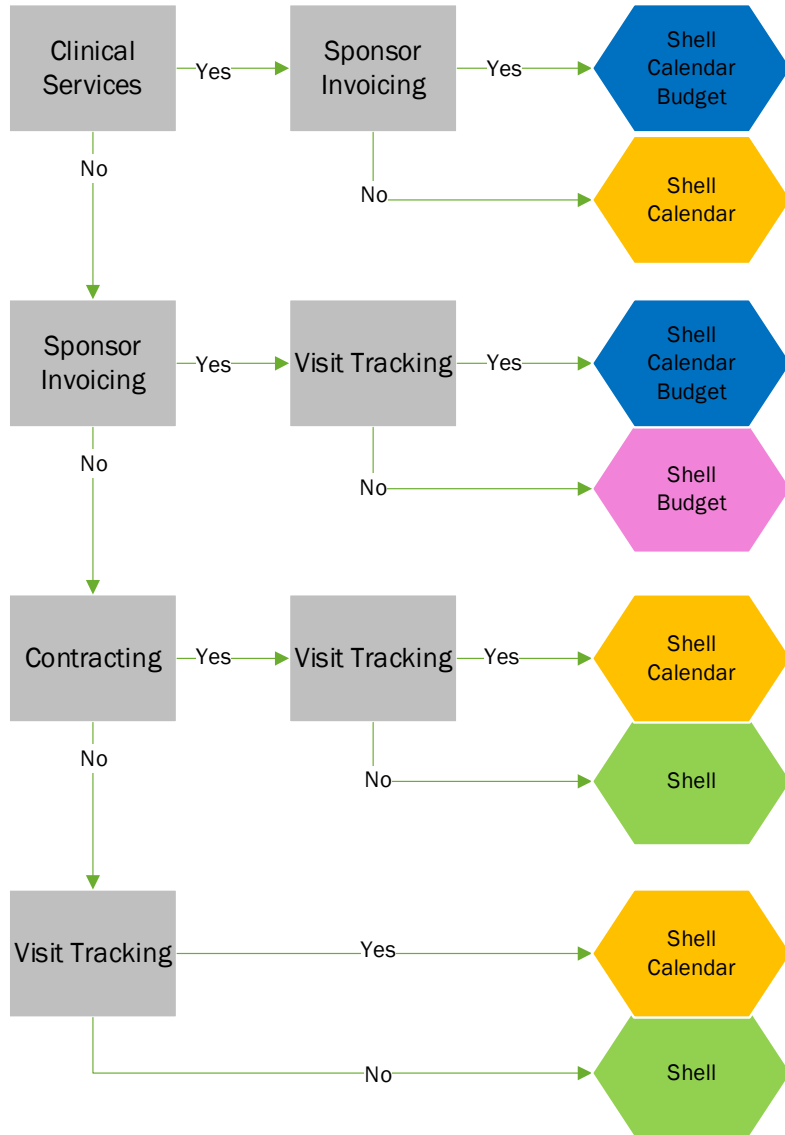 Clinical
Services
Yes
Sponsor
Invoicing
Yes
Shell
Calendar
Budget
No
No
Shell
Calendar
Sponsor
Invoicing
Yes
Visit Tracking
Yes
Shell
Calendar
Budget
No
No
Shell
Budget
Contracting
Yes
Visit Tracking
Yes
Shell
Calendar
No
No
Shell
Visit Tracking
Yes
Shell
Calendar
No
Shell